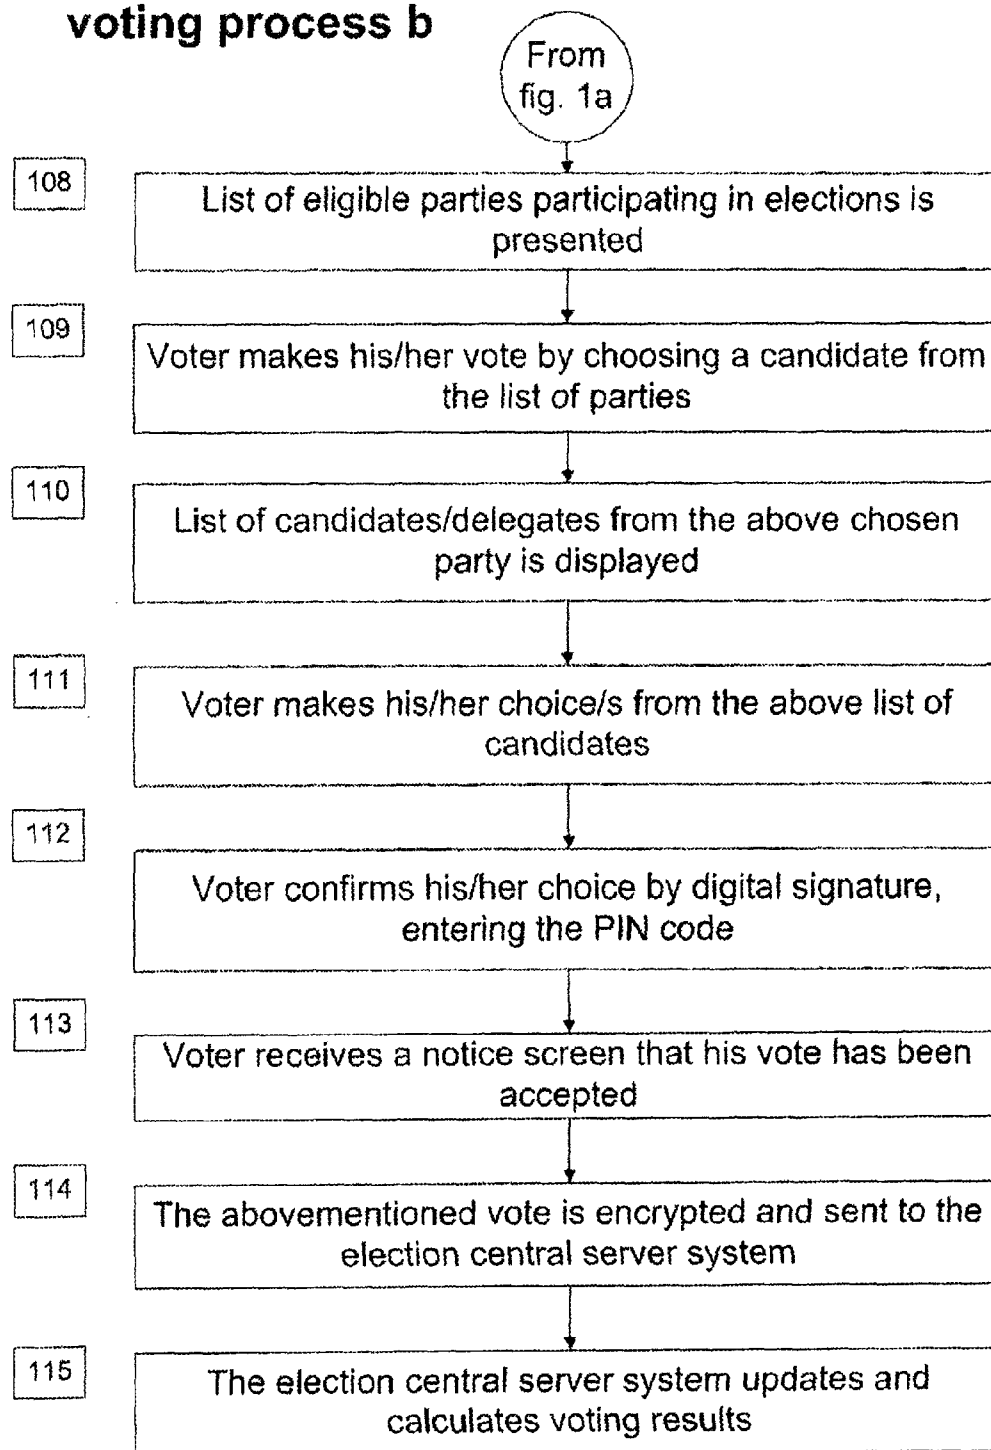 voting process b
From
fig. 1a
108
List of eligible parties participating in elections is
presented
109
Voter makes his/her vote by choosing a candidate from
the list of parties
110
List of candidates/delegates from the above chosen
party is displayed
111
Voter makes his/her choice/s from the above list of
candidates
112
Voter confirms his/her choice by digital signature,
entering the PIN code
113
Voter receives a notice screen that his vote has been
accepted
114
The abovementioned vote is encrypted and sent to the
election central server system
115
The election central server system updates and
calculates voting results